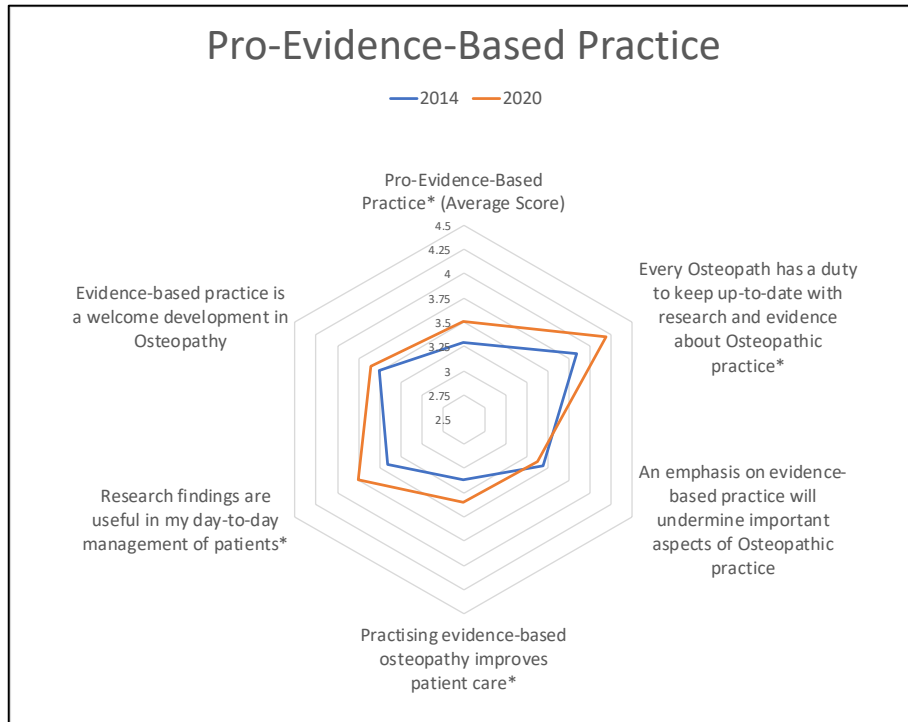 Pro-Evidence-Based Practice
2014 2020
Pro-Evidence-Based
Practice* (Average Score)
4.5
4.25
4
3.75
3.5
3.25
3
2.75
2.5
Every Osteopath has a duty
to keep up-to-date with
research and evidence
about Osteopathic
practice*
An emphasis on evidence-
based practice will
undermine important
aspects of Osteopathic
practice
Practising evidence-based
osteopathy improves
patient care*
Research findings are
useful in my day-to-day
management of patients*
Evidence-based practice is
a welcome development in
Osteopathy